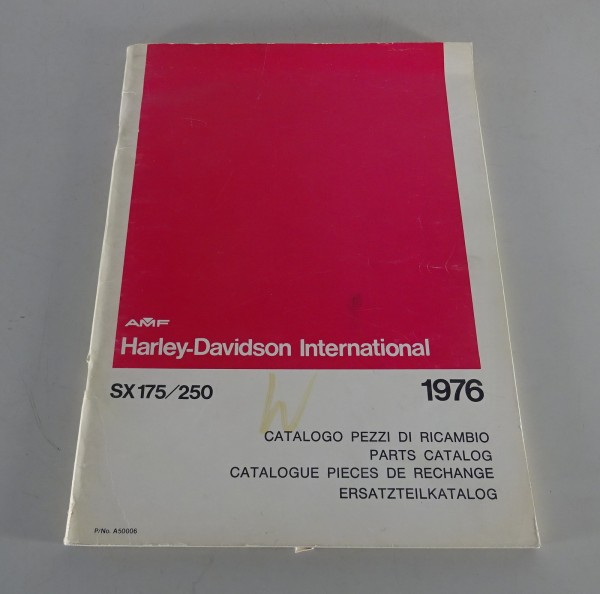 AMF
Harley-Davidson International
SX 175/250
1976
W
CATALOGO PEZZI DI RICAMBIO
PARTS CATALOG
CATALOGUE PIECES DE RECHANGE
ERSATZTEILKATALOG
P/No. A50006